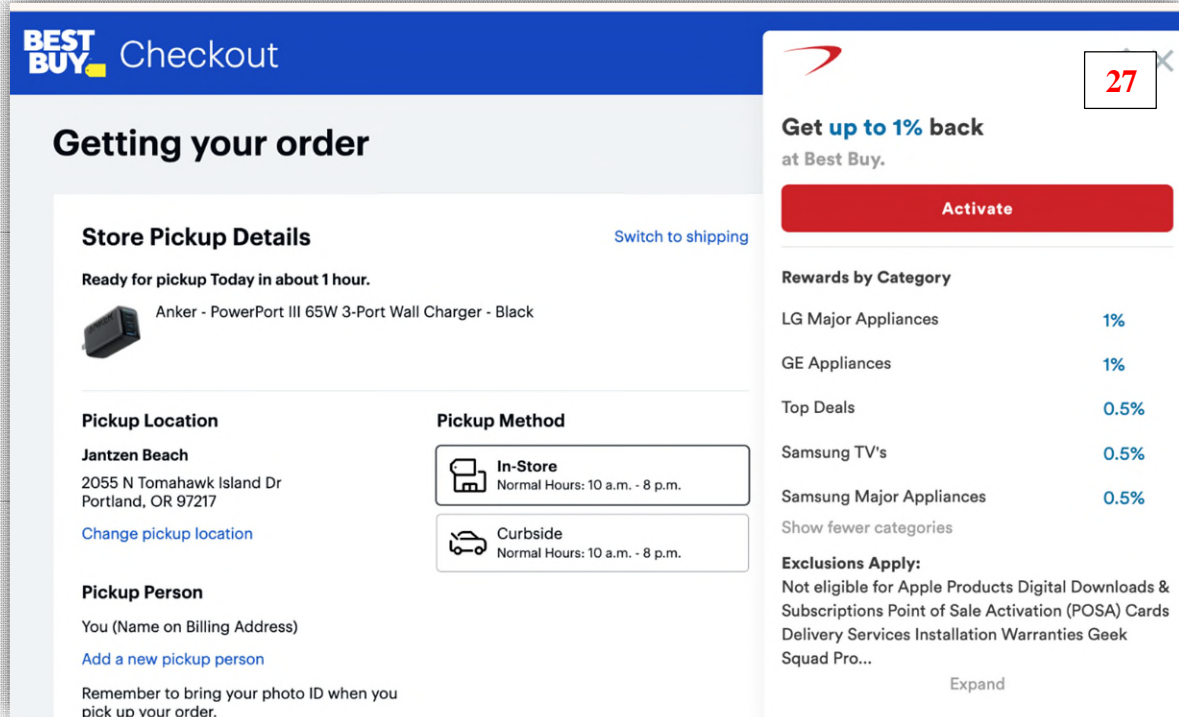 BEST
BUY
Checkout
Getting your order
Store Pickup Details
Switch to shipping
Ready for pickup Today in about 1 hour.
Anker - PowerPort III 65W 3-Port Wall Charger - Black
Pickup Location
Jantzen Beach
2055 N Tomahawk Island Dr
Portland, OR 97217
Change pickup location
Pickup Method
In-Store
Normal Hours: 10 a.m. - 8 p.m.
Curbside
Normal Hours: 10 a.m. - 8 p.m.
Pickup Person
You (Name on Billing Address)
Add a new pickup person
Remember to bring your photo ID when you
pick up your order.
27
Get up to 1% back
at Best Buy.
Activate
Rewards by Category
LG Major Appliances 1%
GE Appliances 1%
Top Deals 0.5%
Samsung TV's 0.5%
Samsung Major Appliances 0.5%
Show fewer categories
Exclusions Apply:
Not eligible for Apple Products Digital Downloads &
Subscriptions Point of Sale Activation (POSA) Cards
Delivery Services Installation Warranties Geek
Squad Pro...
Expand